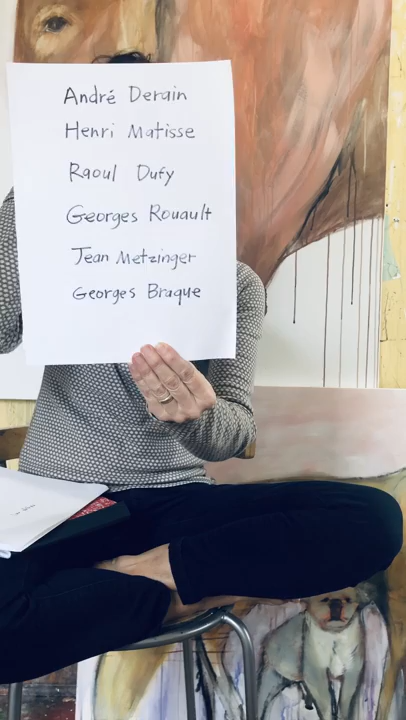 André Derain
Henri Matisse
Raoul Dufy
Georges Rouault
Jean Metzinger
Georges Braque